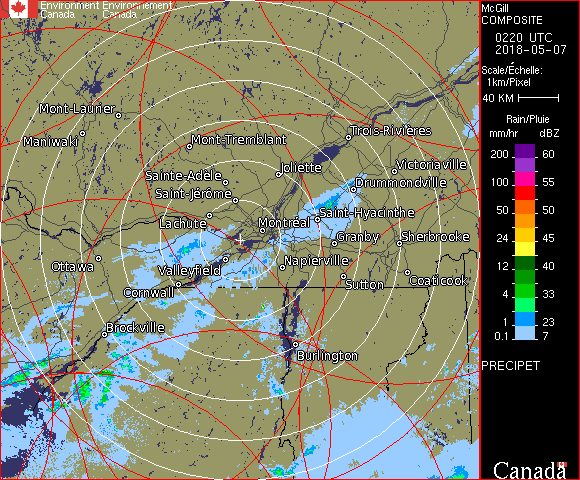 Environment Environnement
Canada Canada
McGill
COMPOSITE
0220 UTC
2018-05-07
Scale/Échelle:
1km/Pixel
40 KM
Rain/Pluie
mm/hr dBZ
200 60
100 55
50 50
24 45
12 40
4 33
1 23
0.1 7
PRECIPET
Canada
Mont-Laurier
Maniwaki
Mont-Tremblant
Trois-Rivières
Joliette
Victoriaville
Sainte-Adèle
Drummondville
Saint-Jérôme
Saint-Hyacinthe
Lachute
Montréal
Granby
Sherbrooke
Ottawa
Valleyfield
Napierville
Cornwall
Sutton
Coaticook
Brockville
Burlington